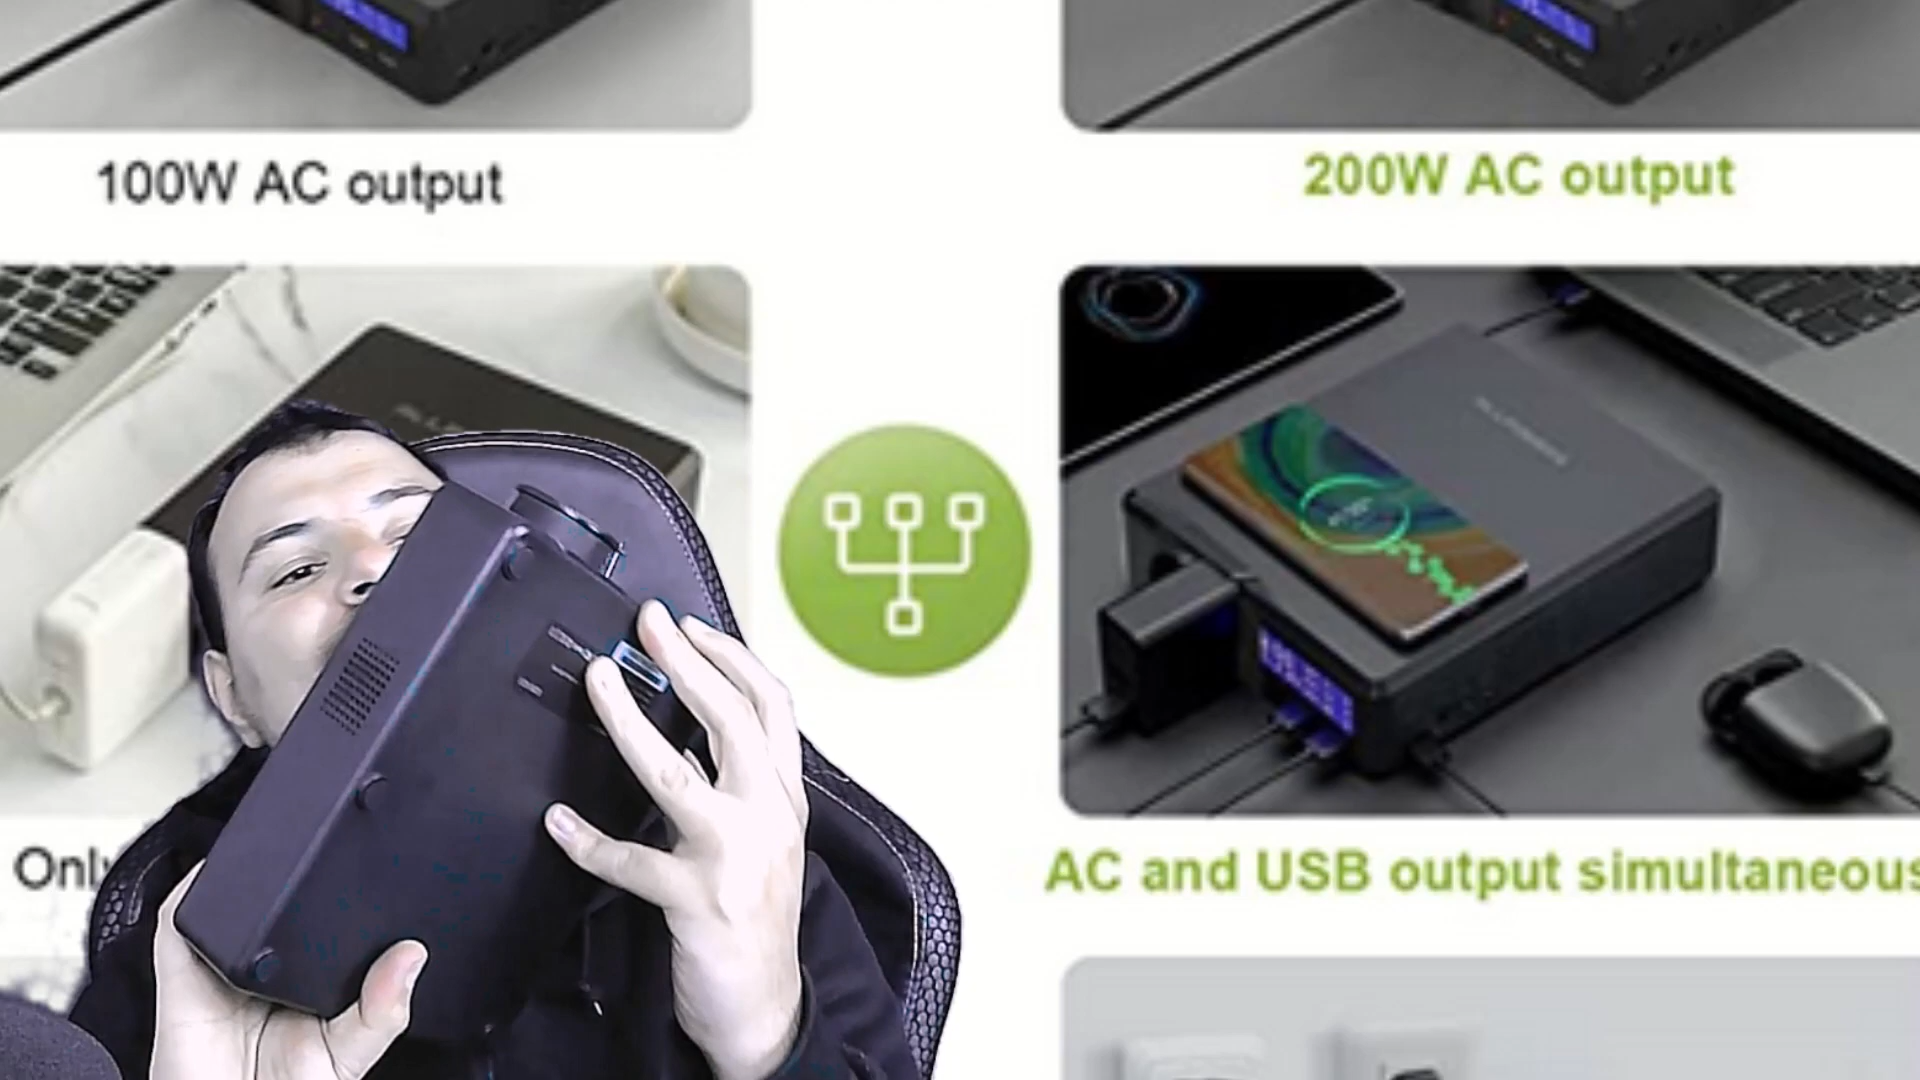 100W AC output
200W AC output
Only
AC and USB output simultaneous